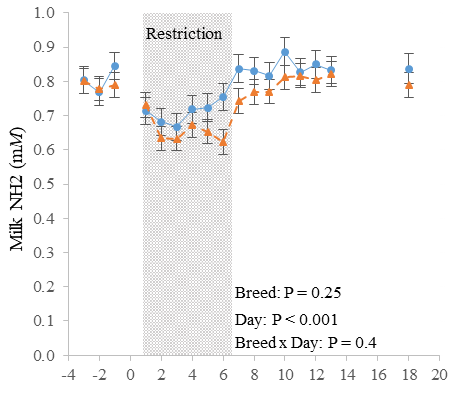 1.0
0.9
0.8
0.7
0.6
0.5
0.4
0.3
0.2
0.1
0.0
Milk NH2 (mM)
Restriction
Breed: P = 0.25
Day: P < 0.001
Breed x Day: P = 0.4
-4 -2 0 2 4 6 8 10 12 14 16 18 20